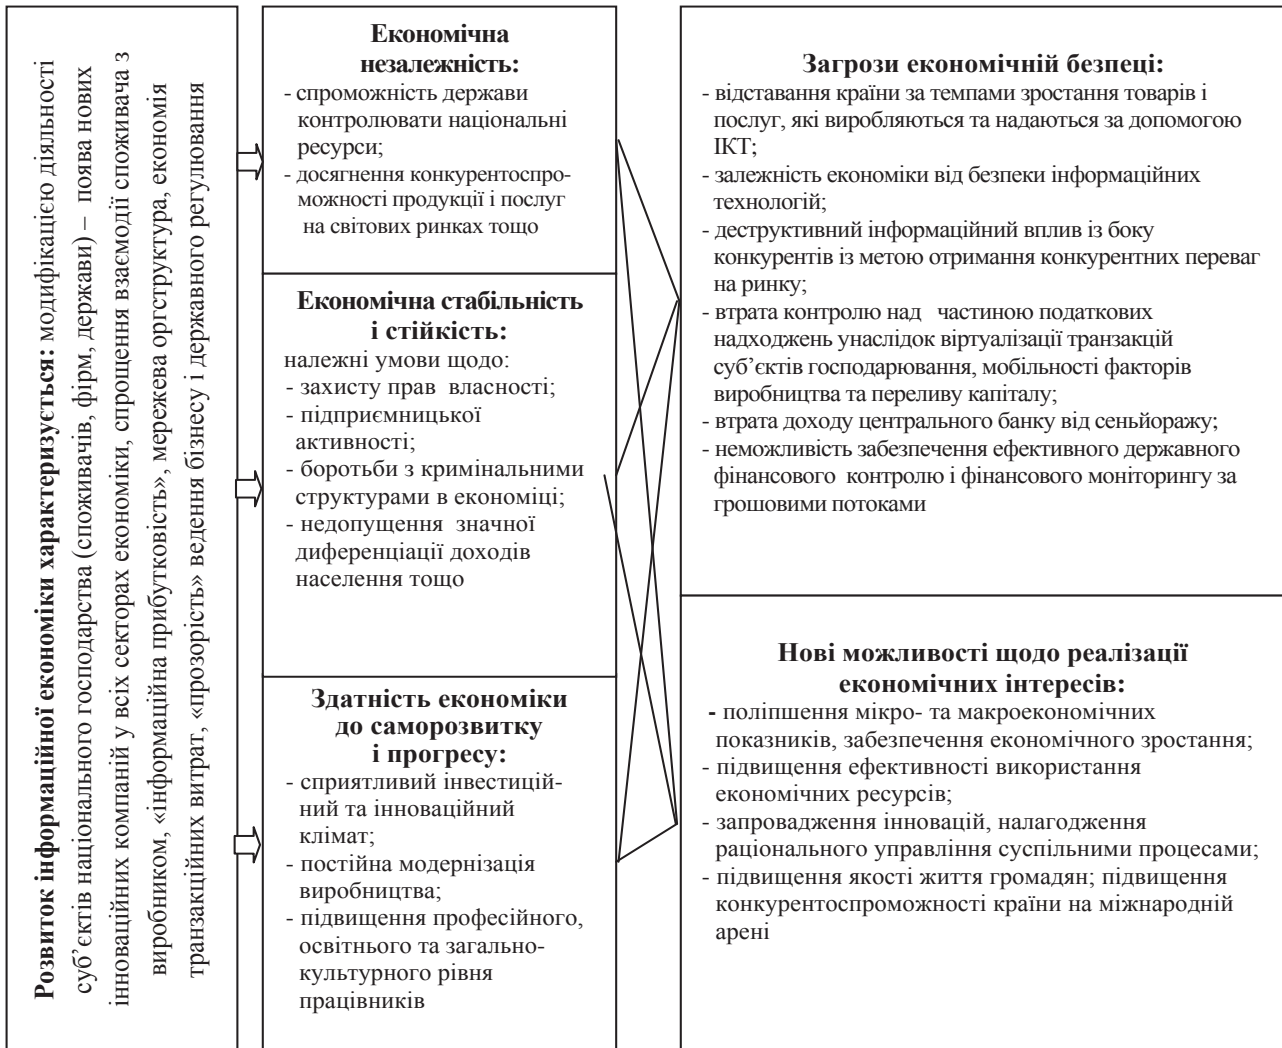 Розвиток інформаційної економіки характеризується: модифікацією діяльності
суб’єктів національного господарства (споживачів, фірм, держави) – поява нових
інноваційних компаній у всіх секторах економіки, спрощення взаємодії споживача з
виробником, «інформаційна прибутковість», мережева оргструктура, економія
транзакційних витрат, «прозорість» ведення бізнесу і державного регулювання
Економічна
незалежність:
- спроможність держави
контролювати національні
ресурси;
- досягнення конкурентоспро-
можності продукції і послуг
на світових ринках тощо
Економічна стабільність
і стійкість:
належні умови щодо:
- захисту прав власності;
- підприємницької
активності;
- боротьби з кримінальними
структурами в економіці;
- недопущення значної
диференціації доходів
населення тощо
Здатність економіки
до саморозвитку
і прогресу:
- сприятливий інвестицій-
ний та інноваційний
клімат;
- постійна модернізація
виробництва;
- підвищення професійного,
освітнього та загально-
культурного рівня
працівників
Загрози економічній безпеці:
- відставання країни за темпами зростання товарів і
послуг, які виробляються та надаються за допомогою
ІКТ;
- залежність економіки від безпеки інформаційних
технологій;
- деструктивний інформаційний вплив із боку
конкурентів із метою отримання конкурентних переваг
на ринку;
- втрата контролю над частиною податкових
надходжень унаслідок віртуалізації транзакцій
суб’єктів господарювання, мобільності факторів
виробництва та переливу капіталу;
- втрата доходу центрального банку від сеньйоражу;
- неможливість забезпечення ефективного державного
фінансового контролю і фінансового моніторингу за
грошовими потоками
Нові можливості щодо реалізації
економічних інтересів:
- поліпшення мікро- та макроекономічних
показників, забезпечення економічного зростання;
- підвищення ефективності використання
економічних ресурсів;
- запровадження інновацій, налагодження
раціонального управління суспільними процесами;
- підвищення якості життя громадян; підвищення
конкурентоспроможності країни на міжнародній
арені